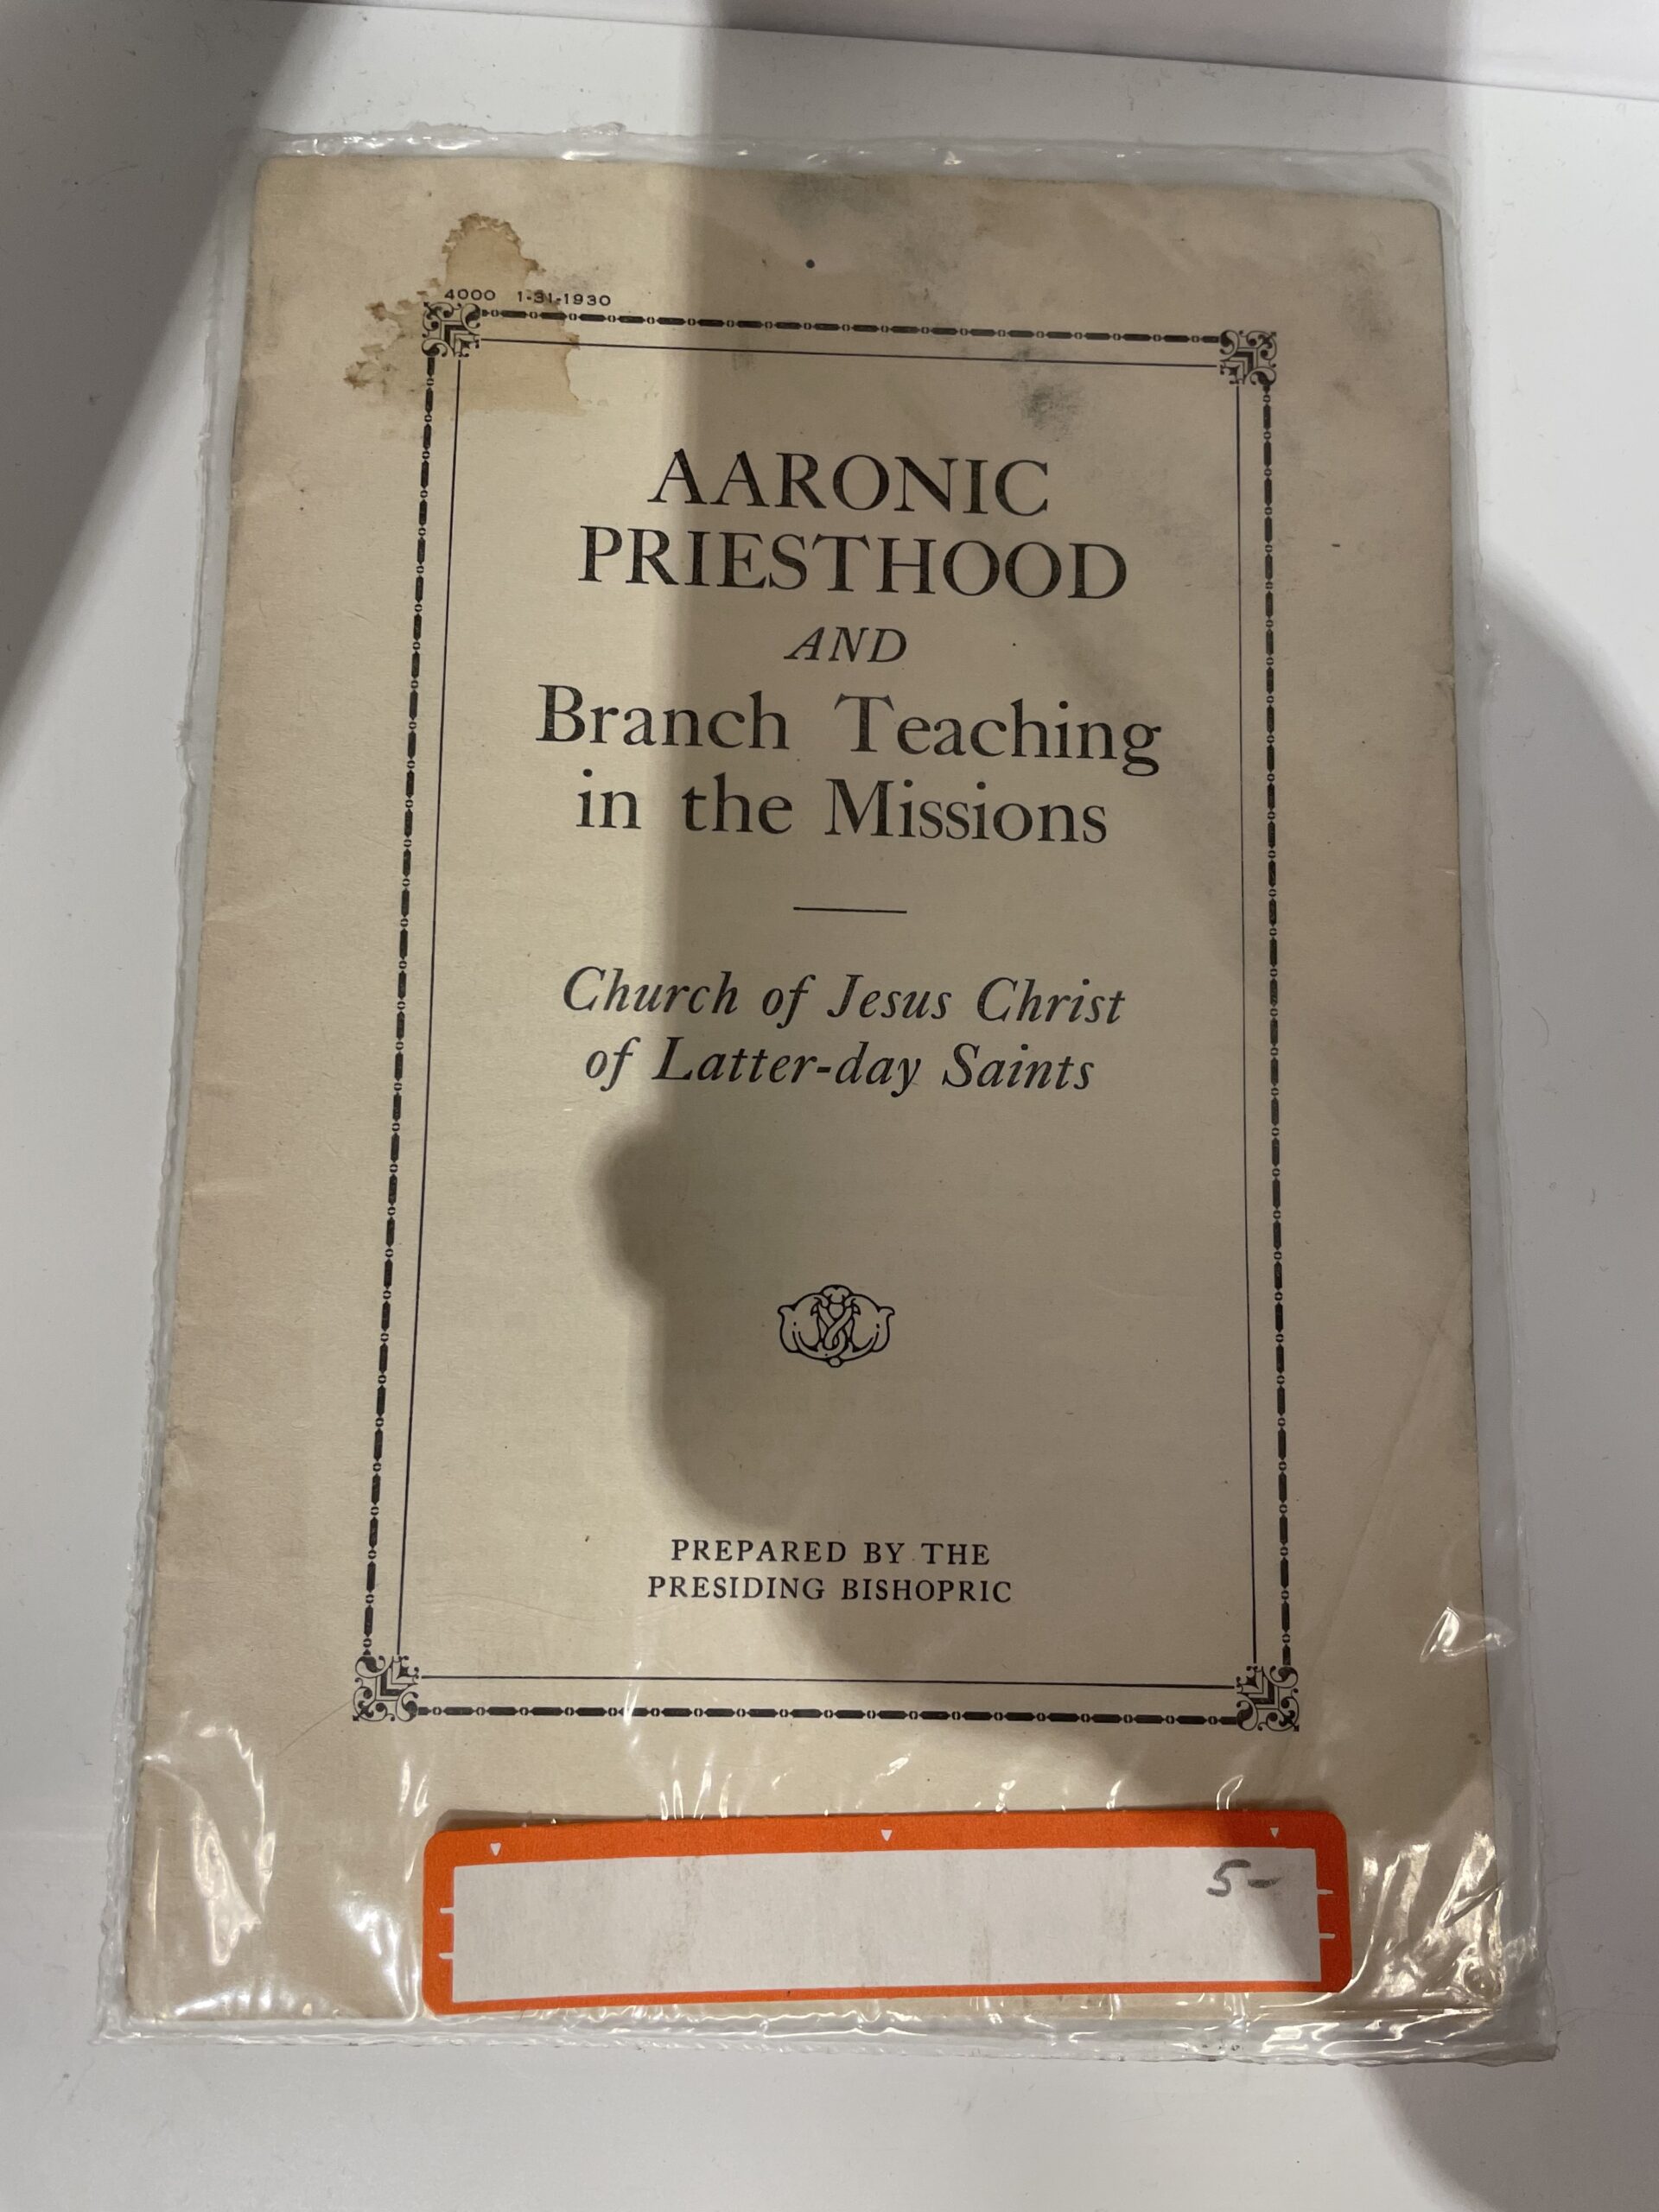 4000 1-31-1930
AARONIC
PRIESTHOOD
AND
Branch Teaching
in the Missions
Church of Jesus Christ
of Latter-day Saints
PREPARED BY THE
PRESIDING BISHOPRIC
5-